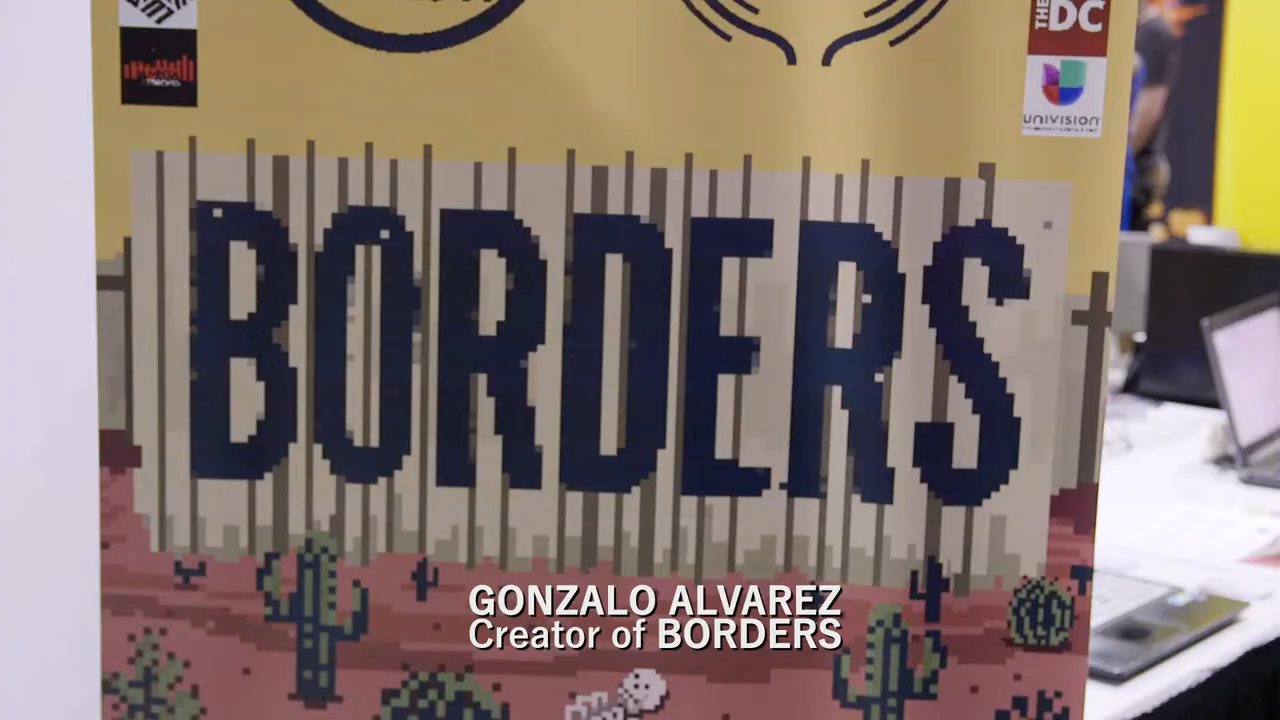 THE
DC
UNIVISION
BORDERS
GONZALO ALVAREZ
Creator of BORDERS